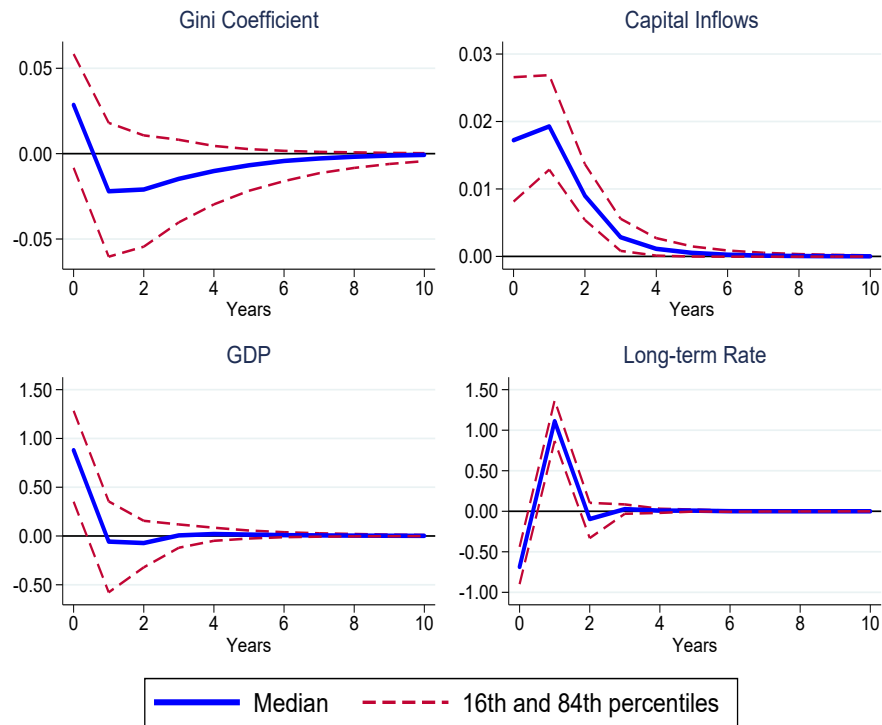 Gini Coefficient
0.05
0.00
-0.05
0 2 4 6 8 10
Years
Capital Inflows
0.03
0.02
0.01
0.00
0 2 4 6 8 10
Years
GDP
1.50
1.00
0.50
0.00
-0.50
0 2 4 6 8 10
Years
Long-term Rate
1.50
1.00
0.50
0.00
-0.50
-1.00
0 2 4 6 8 10
Years
Median 16th and 84th percentiles